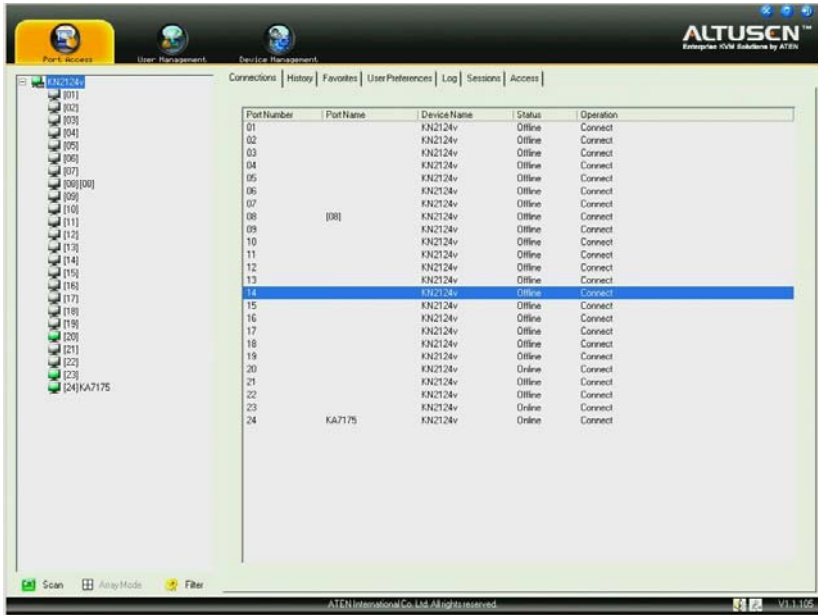 ALTUSEN™
Enterprise KVM Solutions by ATEN
Port Access User Management Device Management
Connections History Favorites User Preferences Log Sessions Access
KN2124v
[01]
[02]
[03]
[04]
[05]
[06]
[07]
[08][08]
[09]
[10]
[11]
[12]
[13]
[14]
[15]
[16]
[17]
[18]
[19]
[20]
[21]
[22]
[23]
[24]KA7175
Port Number Port Name Device Name Status Operation
01 KN2124v Offline Connect
02 KN2124v Offline Connect
03 KN2124v Offline Connect
04 KN2124v Offline Connect
05 KN2124v Offline Connect
06 KN2124v Offline Connect
07 KN2124v Offline Connect
08 [08] KN2124v Offline Connect
09 KN2124v Offline Connect
10 KN2124v Offline Connect
11 KN2124v Offline Connect
12 KN2124v Offline Connect
13 KN2124v Offline Connect
14 KN2124v Offline Connect
15 KN2124v Offline Connect
16 KN2124v Offline Connect
17 KN2124v Offline Connect
18 KN2124v Offline Connect
19 KN2124v Offline Connect
20 KN2124v Online Connect
21 KN2124v Offline Connect
22 KN2124v Offline Connect
23 KN2124v Online Connect
24 KA7175 KN2124v Online Connect
Scan Array Mode Filter
ATEN International Co. Ltd. All rights reserved.
V1.1.105